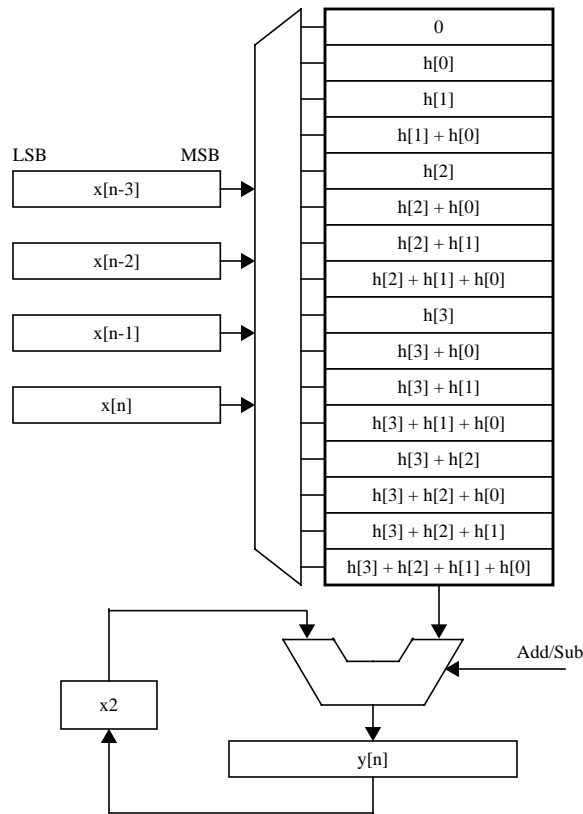 0
h[0]
h[1]
h[1] + h[0]
LSB MSB
h[2]
x[n-3]
h[2] + h[0]
h[2] + h[1]
x[n-2]
h[2] + h[1] + h[0]
h[3]
x[n-1]
h[3] + h[0]
h[3] + h[1]
x[n]
h[3] + h[1] + h[0]
h[3] + h[2]
h[3] + h[2] + h[0]
h[3] + h[2] + h[1]
h[3] + h[2] + h[1] + h[0]
Add/Sub
x2
y[n]